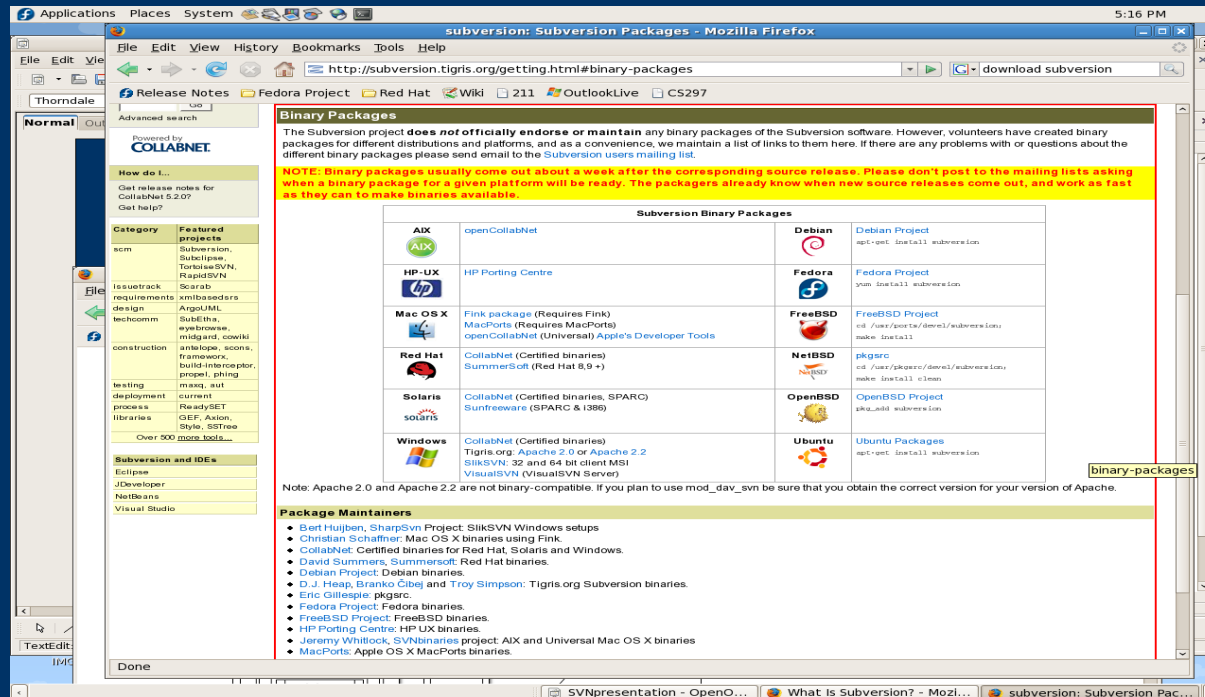 Applications Places System 5:16 PM
subversion: Subversion Packages - Mozilla Firefox
File Edit View History Bookmarks Tools Help
http://subversion.tigris.org/getting.html#binary-packages
download subversion
Release Notes Fedora Project Red Hat Wiki 211 OutlookLive CS297
File Edit Vie
Thorndale
Normal Out
File
TextEdit
Go
Advanced search
Powered by
COLLABNET.
How do I...
Get release notes for
CollabNet 5.2.0?
Get help?
Category Featured
projects
scm Subversion,
Subclipse,
TortoiseSVN,
RapidSVN
issuetrack Scarab
requirements xmlbasedsrs
design ArgoUML
techcomm SubEtha,
eyebrowse,
midgard, cowiki
construction antelope, scons,
frameworx,
build-interceptor,
propel, phing
testing maxq, aut
deployment current
process ReadySET
libraries GEF, Axion,
Style, SSTree
Over 500 more tools...
Subversion and IDEs
Eclipse
JDeveloper
NetBeans
Visual Studio
Binary Packages
The Subversion project does not officially endorse or maintain any binary packages of the Subversion software. However, volunteers have created binary
packages for different distributions and platforms, and as a convenience, we maintain a list of links to them here. If there are any problems with or questions about the
different binary packages please send email to the Subversion users mailing list.
NOTE: Binary packages usually come out about a week after the corresponding source release. Please don't post to the mailing lists asking
when a binary package for a given platform will be ready. The packagers already know when new source releases come out, and work as fast
as they can to make binaries available.
Subversion Binary Packages
AIX openCollabNet
AIX
Debian Debian Project
apt-get install subversion
HP-UX HP Porting Centre
hp
Fedora Fedora Project
yum install subversion
Mac OS X Fink package (Requires Fink)
MacPorts (Requires MacPorts)
openCollabNet (Universal) Apple's Developer Tools
FreeBSD FreeBSD Project
cd /usr/ports/devel/subversion;
make install
Red Hat CollabNet (Certified binaries)
SummerSoft (Red Hat 8,9 +)
NetBSD pkgsrc
cd /usr/pkgsrc/devel/subversion;
NetBSD
make install clean
Solaris CollabNet (Certified binaries, SPARC)
Sunfreeware (SPARC & i386)
solaris
OpenBSD OpenBSD Project
pkg_add subversion
Windows CollabNet (Certified binaries)
Tigris.org: Apache 2.0 or Apache 2.2
SlikSVN: 32 and 64 bit client MSI
VisualSVN (VisualSVN Server)
Ubuntu Ubuntu Packages
apt-get install subversion
binary-packages
Note: Apache 2.0 and Apache 2.2 are not binary-compatible. If you plan to use mod_dav_svn be sure that you obtain the correct version for your version of Apache.
Package Maintainers
Bert Huijben, SharpSvn Project: SlikSVN Windows setups
Christian Schaffner: Mac OS X binaries using Fink.
CollabNet: Certified binaries for Red Hat, Solaris and Windows.
David Summers, Summersoft: Red Hat binaries.
Debian Project: Debian binaries.
D.J. Heap, Branko Čibej and Troy Simpson: Tigris.org Subversion binaries.
Eric Gillespie: pkgsrc.
Fedora Project: Fedora binaries.
FreeBSD Project: FreeBSD binaries.
HP Porting Centre: HP UX binaries.
Jeremy Whitlock, SVNbinaries project: AIX and Universal Mac OS X binaries
MacPorts: Apple OS X MacPorts binaries.
Done
SVNpresentation - OpenO... What Is Subversion? - Mozi... subversion: Subversion Pac...